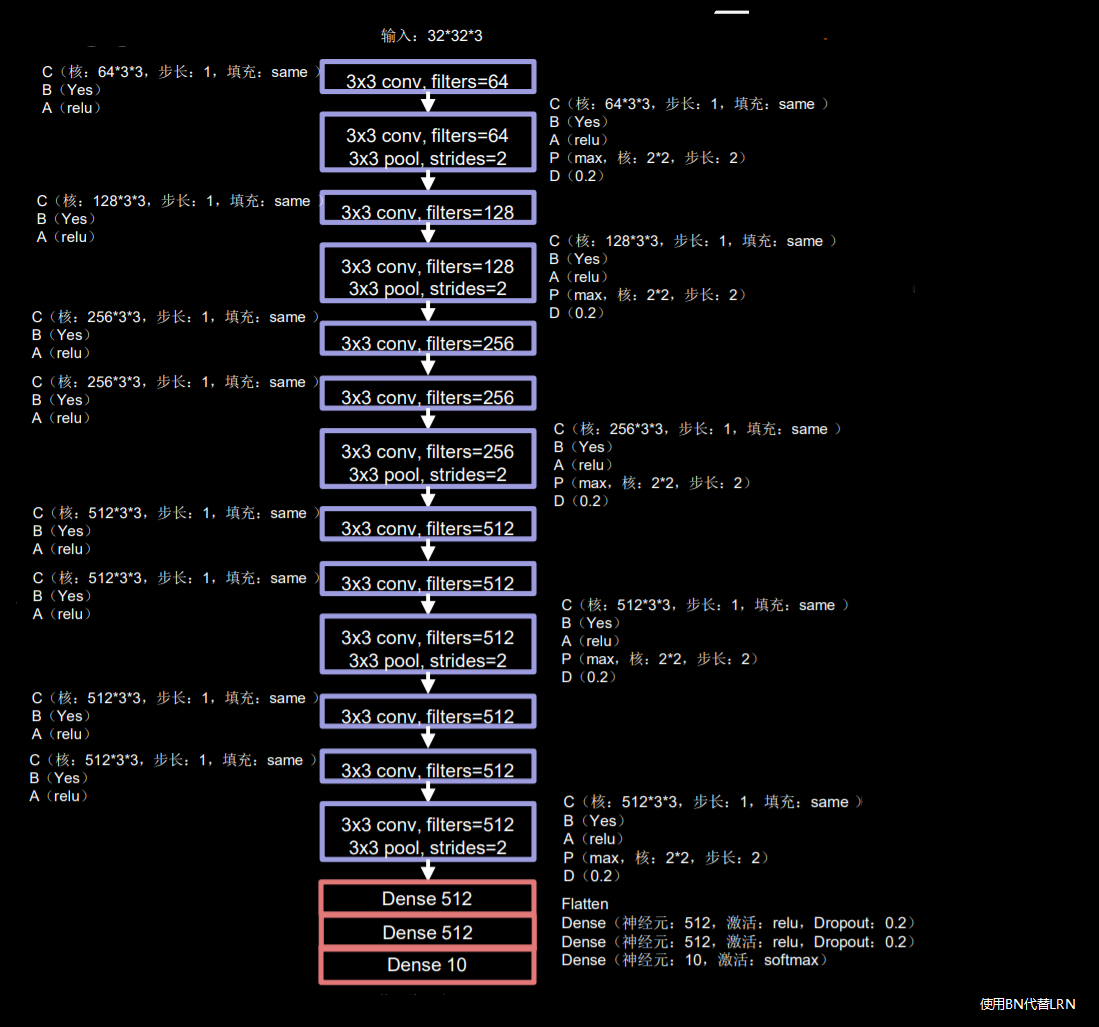 输入：32*32*3
C（核：64*3*3，步长：1，填充：same ）
B（Yes）
A（relu）
3x3 conv, filters=64
3x3 conv, filters=64
3x3 pool, strides=2
C（核：64*3*3，步长：1，填充：same ）
B（Yes）
A（relu）
P（max，核：2*2，步长：2）
D（0.2）
C（核：128*3*3，步长：1，填充：same ）
B（Yes）
A（relu）
3x3 conv, filters=128
3x3 conv, filters=128
3x3 pool, strides=2
C（核：128*3*3，步长：1，填充：same ）
B（Yes）
A（relu）
P（max，核：2*2，步长：2）
D（0.2）
C（核：256*3*3，步长：1，填充：same ）
B（Yes）
A（relu）
3x3 conv, filters=256
C（核：256*3*3，步长：1，填充：same ）
B（Yes）
A（relu）
3x3 conv, filters=256
3x3 conv, filters=256
3x3 pool, strides=2
C（核：256*3*3，步长：1，填充：same ）
B（Yes）
A（relu）
P（max，核：2*2，步长：2）
D（0.2）
C（核：512*3*3，步长：1，填充：same ）
B（Yes）
A（relu）
3x3 conv, filters=512
C（核：512*3*3，步长：1，填充：same ）
B（Yes）
A（relu）
3x3 conv, filters=512
3x3 conv, filters=512
3x3 pool, strides=2
C（核：512*3*3，步长：1，填充：same ）
B（Yes）
A（relu）
P（max，核：2*2，步长：2）
D（0.2）
C（核：512*3*3，步长：1，填充：same ）
B（Yes）
A（relu）
3x3 conv, filters=512
C（核：512*3*3，步长：1，填充：same ）
B（Yes）
A（relu）
3x3 conv, filters=512
3x3 conv, filters=512
3x3 pool, strides=2
C（核：512*3*3，步长：1，填充：same ）
B（Yes）
A（relu）
P（max，核：2*2，步长：2）
D（0.2）
Dense 512
Dense 512
Dense 10
Flatten
Dense（神经元：512，激活：relu，Dropout：0.2）
Dense（神经元：512，激活：relu，Dropout：0.2）
Dense（神经元：10，激活：softmax）
使用BN代替LRN